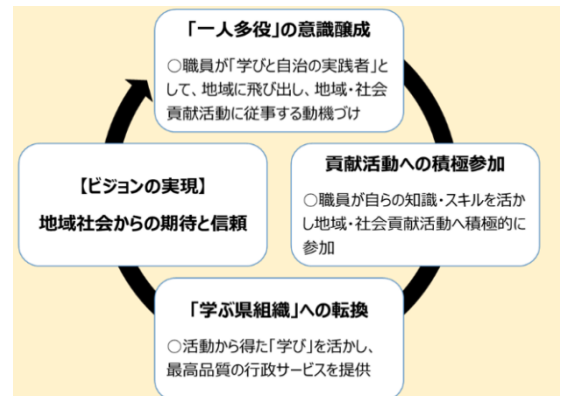 「一人多役」の意識醸成
○職員が「学びと自治の実践者」と
して、地域に飛び出し、地域・社会
貢献活動に従事する動機づけ
貢献活動への積極参加
○職員が自らの知識・スキルを活か
し地域・社会貢献活動へ積極的に
参加
「学ぶ県組織」への転換
○活動から得た「学び」を活かし、
最高品質の行政サービスを提供
【ビジョンの実現】
地域社会からの期待と信頼